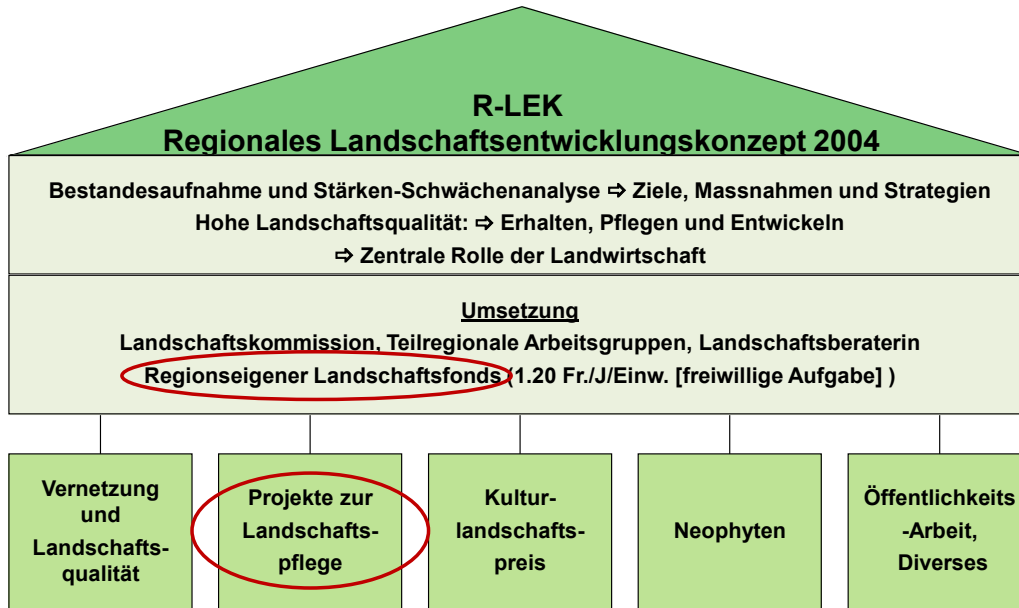 R-LEK
Regionales Landschaftsentwicklungskonzept 2004
Bestandesaufnahme und Stärken-Schwächenanalyse ⇨ Ziele, Massnahmen und Strategien
Hohe Landschaftsqualität: ⇨ Erhalten, Pflegen und Entwickeln
⇨ Zentrale Rolle der Landwirtschaft
Umsetzung
Landschaftskommission, Teilregionale Arbeitsgruppen, Landschaftsberaterin
Regionseigener Landschaftsfonds (1.20 Fr./J/Einw. [freiwillige Aufgabe] )
Vernetzung
und
Landschafts-
qualität
Projekte zur
Landschafts-
pflege
Kultur-
landschafts-
preis
Neophyten
Öffentlichkeits
-Arbeit,
Diverses